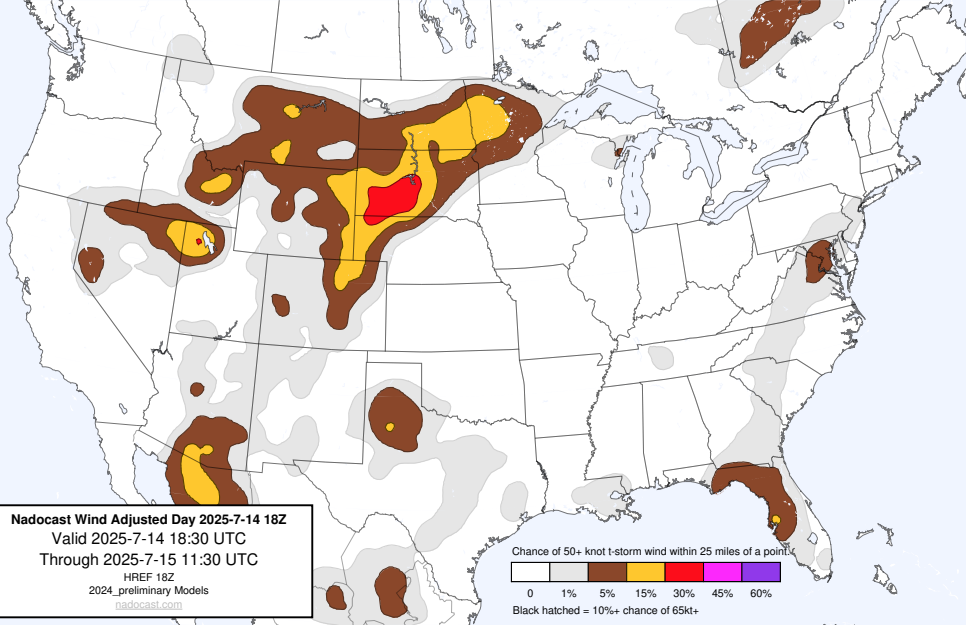 Nadocast Wind Adjusted Day 2025-7-14 18Z
Valid 2025-7-14 18:30 UTC
Through 2025-7-15 11:30 UTC
HREF 18Z
2024_preliminary Models
nadocast.com
Chance of 50+ knot t-storm wind within 25 miles of a point.
0 1% 5% 15% 30% 45% 60%
Black hatched = 10%+ chance of 65kt+